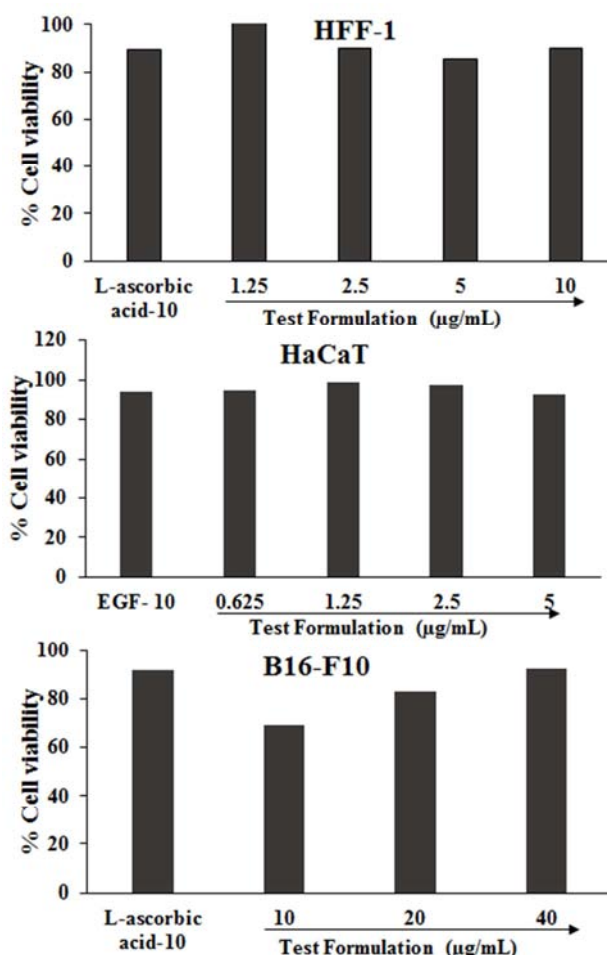 HFF-1
% Cell viability
100
80
60
40
20
0
L-ascorbic
acid-10
1.25 2.5 5 10
Test Formulation (µg/mL)
HaCaT
% Cell viability
120
100
80
60
40
20
0
EGF- 10 0.625 1.25 2.5 5
Test Formulation (µg/mL)
B16-F10
% Cell viability
100
80
60
40
20
0
L-ascorbic
acid-10
10 20 40
Test Formulation (µg/mL)